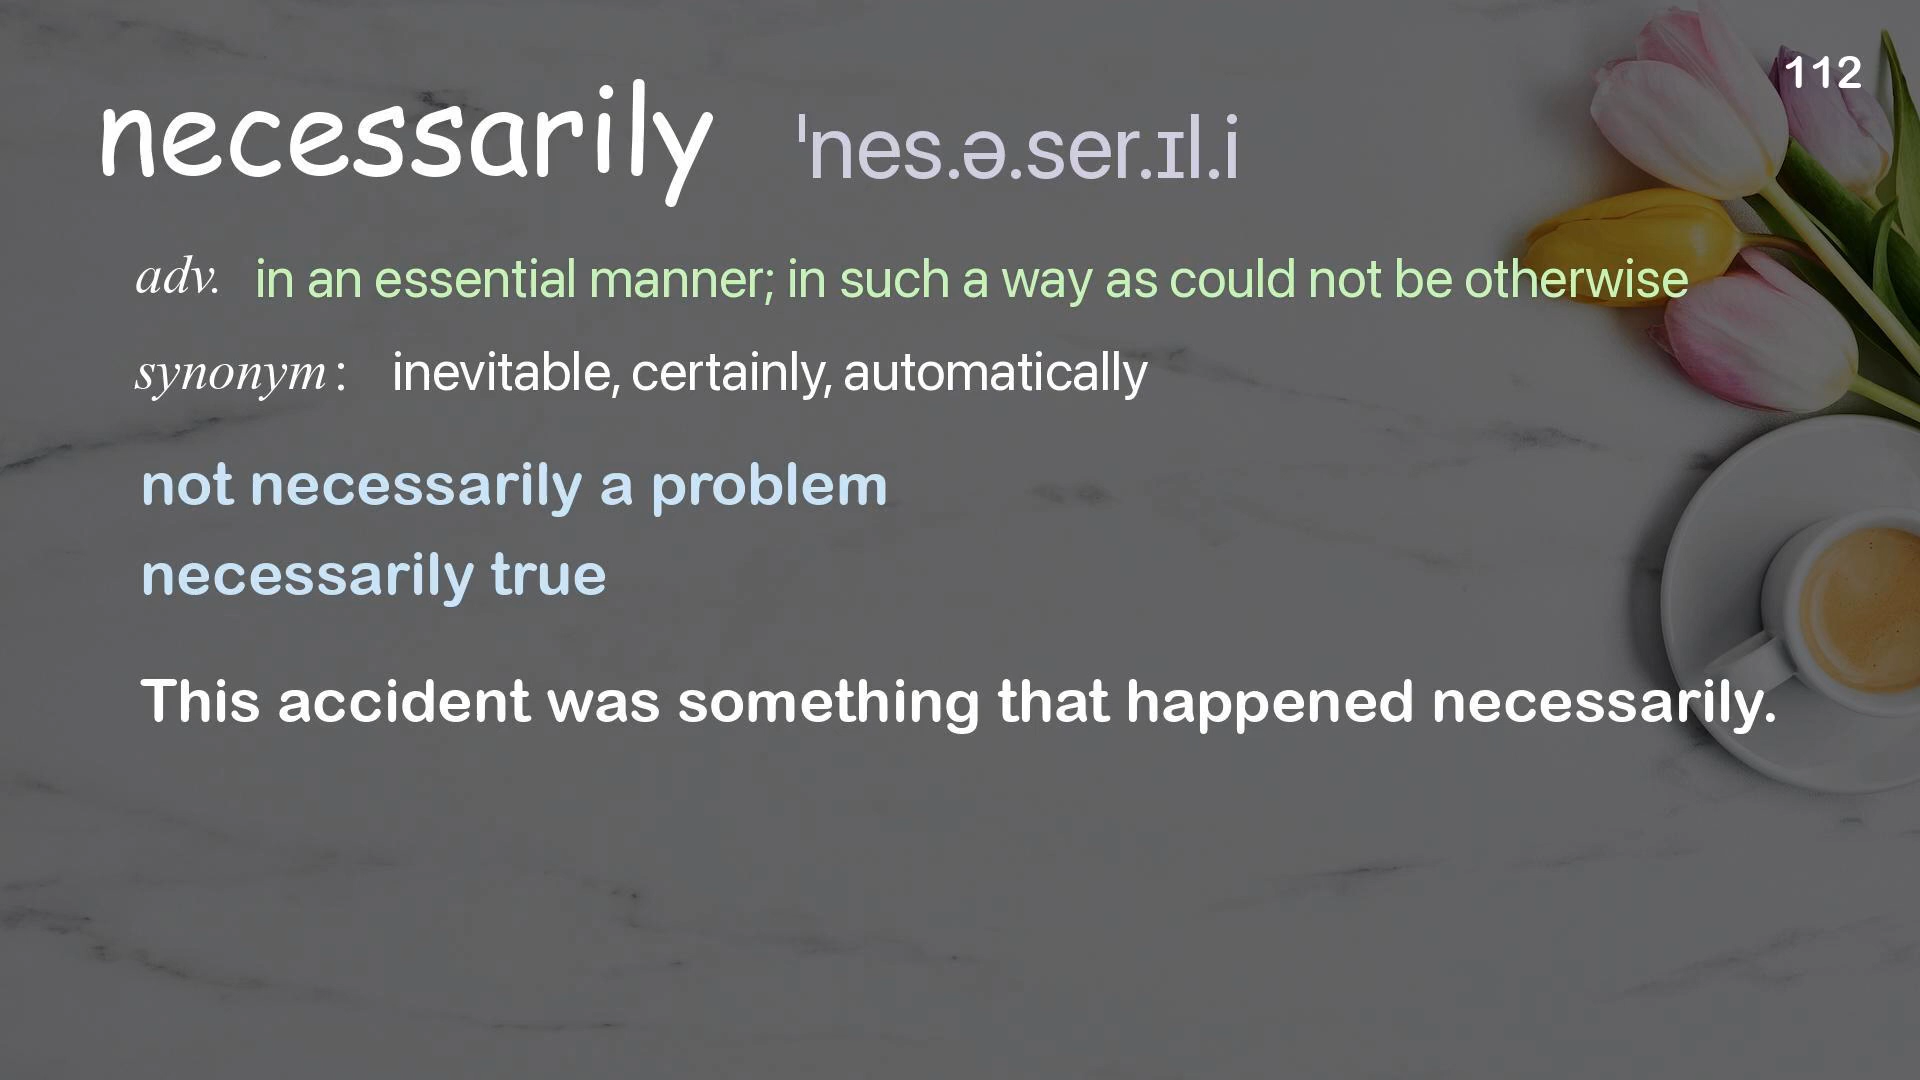 112
necessarily ˈnes.ə.ser.ɪl.i
adv. in an essential manner; in such a way as could not be otherwise
synonym : inevitable, certainly, automatically
not necessarily a problem
necessarily true
This accident was something that happened necessarily.